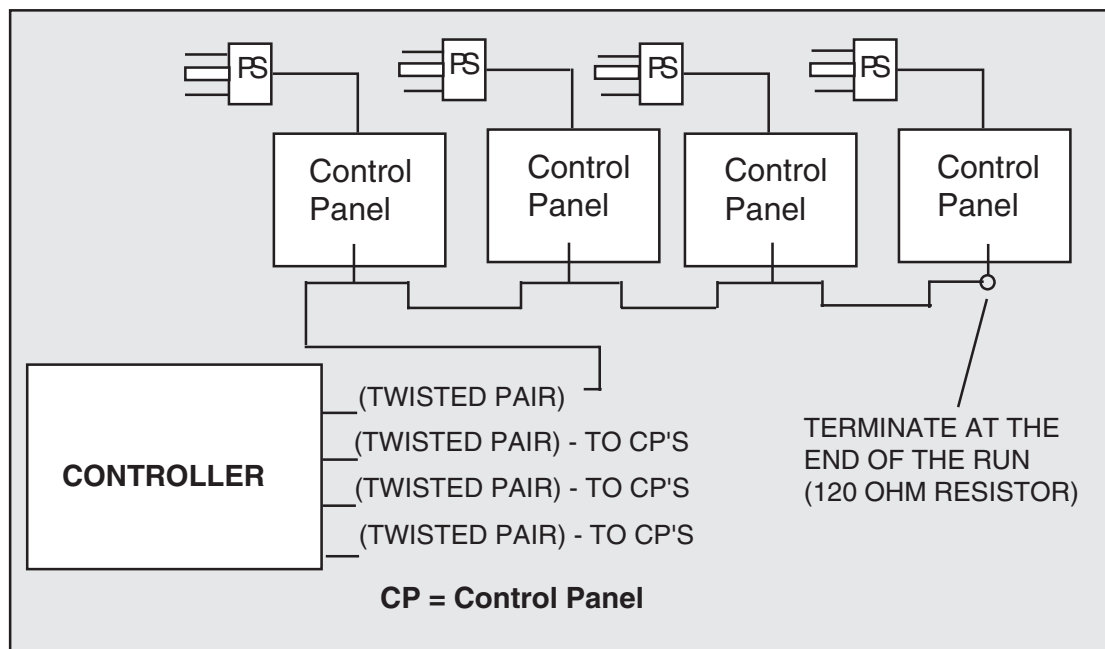 PS
PS
PS
PS
Control
Panel
Control
Panel
Control
Panel
Control
Panel
(TWISTED PAIR)
(TWISTED PAIR) - TO CP'S
(TWISTED PAIR) - TO CP'S
(TWISTED PAIR) - TO CP'S
CONTROLLER
TERMINATE AT THE
END OF THE RUN
(120 OHM RESISTOR)
CP = Control Panel